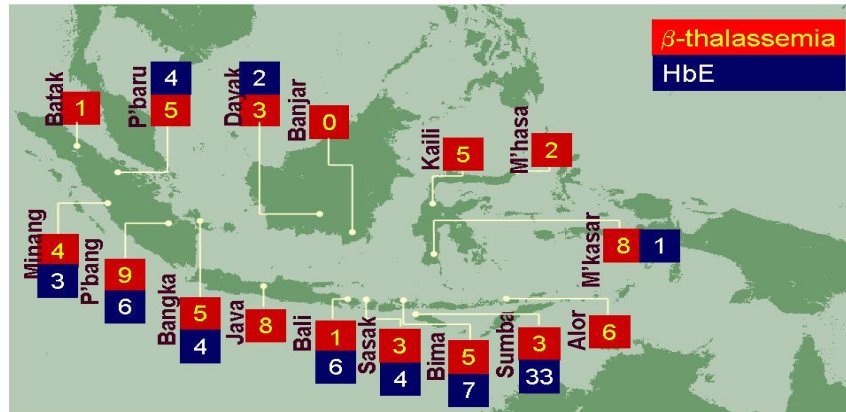 β-thalassemia
HbE
Batak
1
P'baru
4
5
Dayak
2
3
Banjar
0
Kaili
5
M'hasa
2
Minang
4
3
P'bang
9
6
Bangka
5
4
Java
8
Bali
1
6
Sasak
3
4
Bima
5
7
Sumba
3
33
Alor
6
M'kasar
8 1